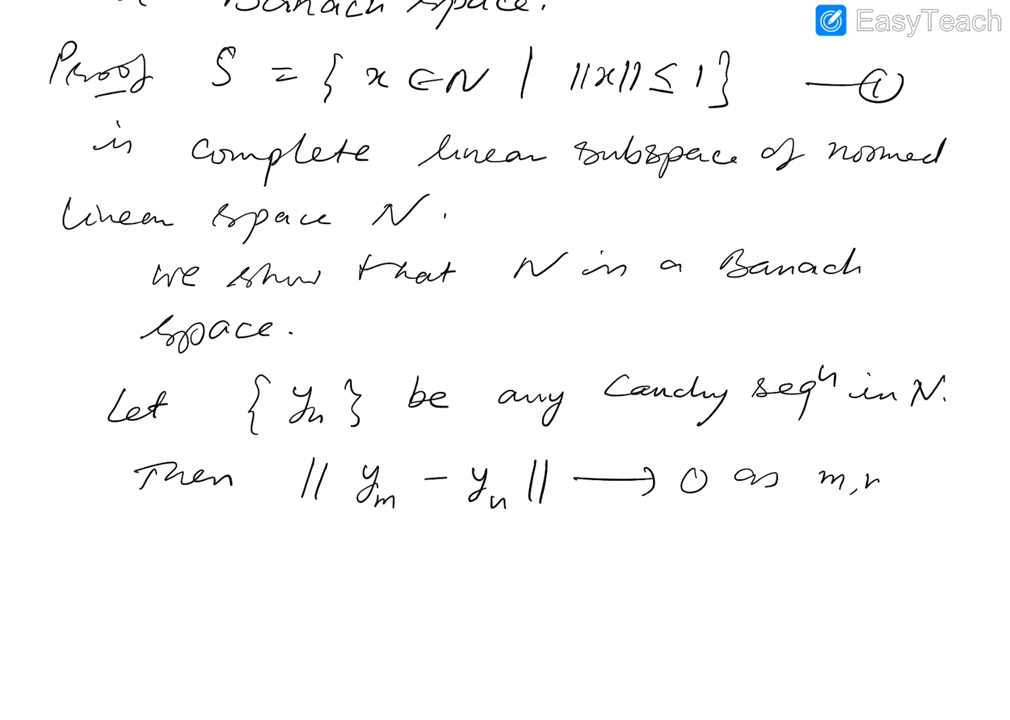 Banach space.
EasyTeach
Proof S = { x ∈ N | ||x|| ≤ 1 } — ①
is complete linear subspace of normed
linear space N.
we show that N is a Banach
space.
Let { yn } be any Cauchy seqn in N.
Then || ym - yn || ⟶ 0 as m, n